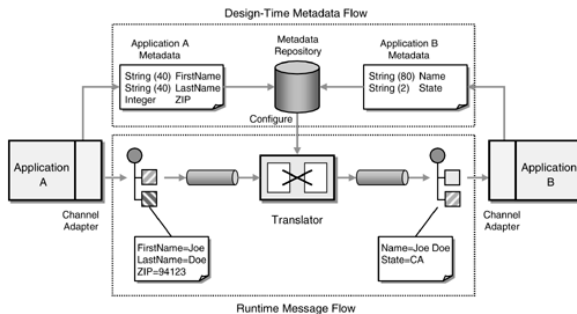 Design-Time Metadata Flow
Application A
Metadata
Metadata
Repository
Application B
Metadata
String (40) FirstName
String (40) LastName
Integer ZIP
String (80) Name
String (2) State
Configure
Application
A
Channel
Adapter
Translator
Application
B
Channel
Adapter
FirstName=Joe
LastName=Doe
ZIP=94123
Name=Joe Doe
State=CA
Runtime Message Flow